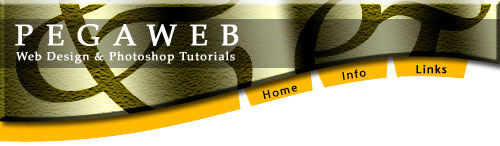 PEGAWEB
Web Design & Photoshop Tutorials
Home
Info
Links